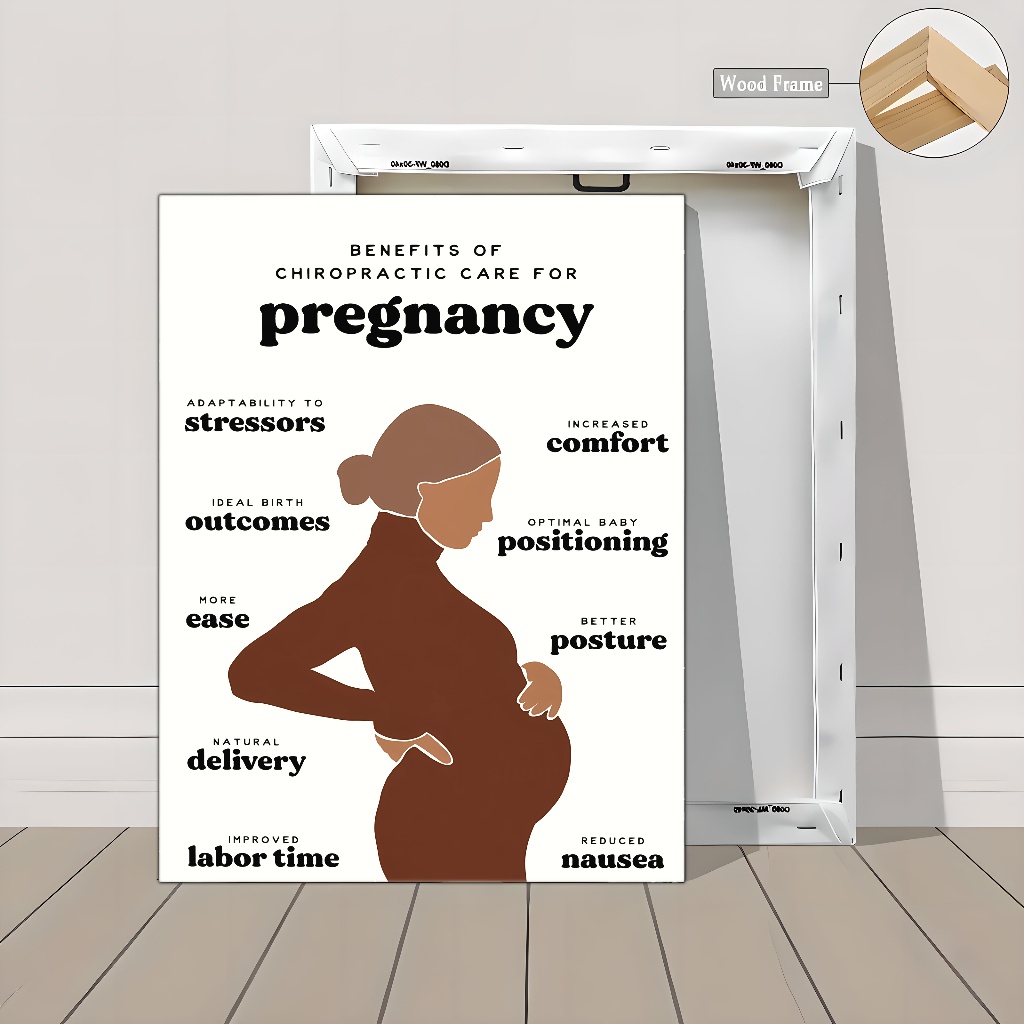 Wood Frame
BENEFITS OF
CHIROPRACTIC CARE FOR
pregnancy
ADAPTABILITY TO
stressors
INCREASED
comfort
IDEAL BIRTH
outcomes
OPTIMAL BABY
positioning
MORE
ease
BETTER
posture
NATURAL
delivery
IMPROVED
labor time
REDUCED
nausea